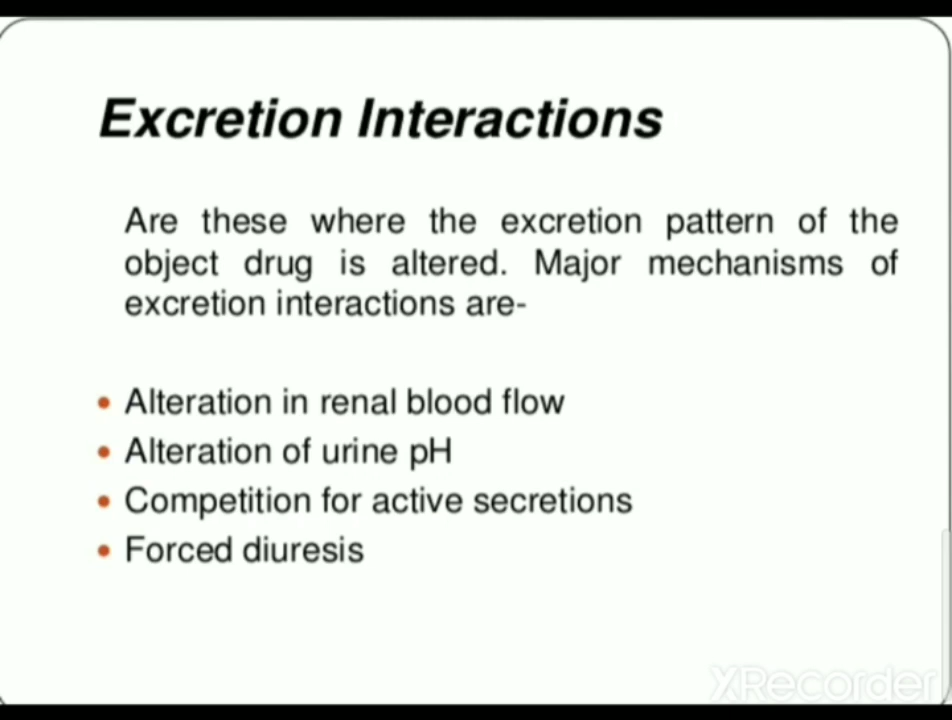 Excretion Interactions
Are these where the excretion pattern of the
object drug is altered. Major mechanisms of
excretion interactions are-
• Alteration in renal blood flow
• Alteration of urine pH
• Competition for active secretions
• Forced diuresis
XRecorder